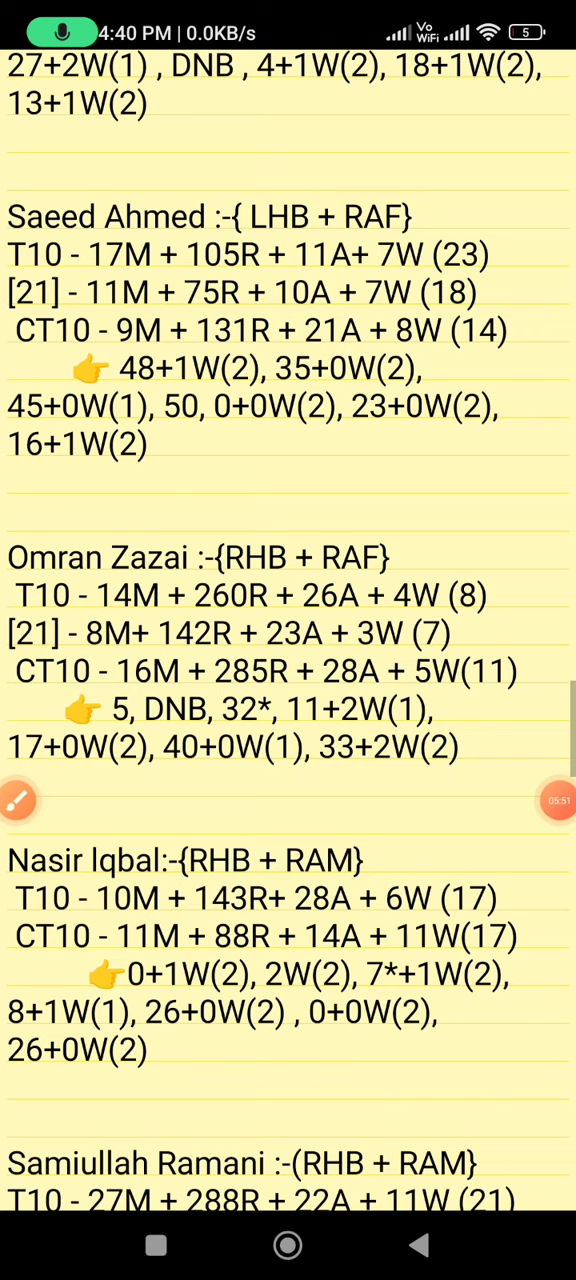 4:40 PM | 0.0KB/s
Vo
WiFi
5
27+2W(1) , DNB , 4+1W(2), 18+1W(2),
13+1W(2)
Saeed Ahmed :-{ LHB + RAF}
T10 - 17M + 105R + 11A+ 7W (23)
[21] - 11M + 75R + 10A + 7W (18)
CT10 - 9M + 131R + 21A + 8W (14)
👉 48+1W(2), 35+0W(2),
45+0W(1), 50, 0+0W(2), 23+0W(2),
16+1W(2)
Omran Zazai :-{RHB + RAF}
T10 - 14M + 260R + 26A + 4W (8)
[21] - 8M+ 142R + 23A + 3W (7)
CT10 - 16M + 285R + 28A + 5W(11)
👉 5, DNB, 32*, 11+2W(1),
17+0W(2), 40+0W(1), 33+2W(2)
05:51
Nasir Iqbal:-{RHB + RAM}
T10 - 10M + 143R+ 28A + 6W (17)
CT10 - 11M + 88R + 14A + 11W(17)
👉0+1W(2), 2W(2), 7*+1W(2),
8+1W(1), 26+0W(2) , 0+0W(2),
26+0W(2)
Samiullah Ramani :-(RHB + RAM}
T10 - 27M + 288R + 22A + 11W (21)